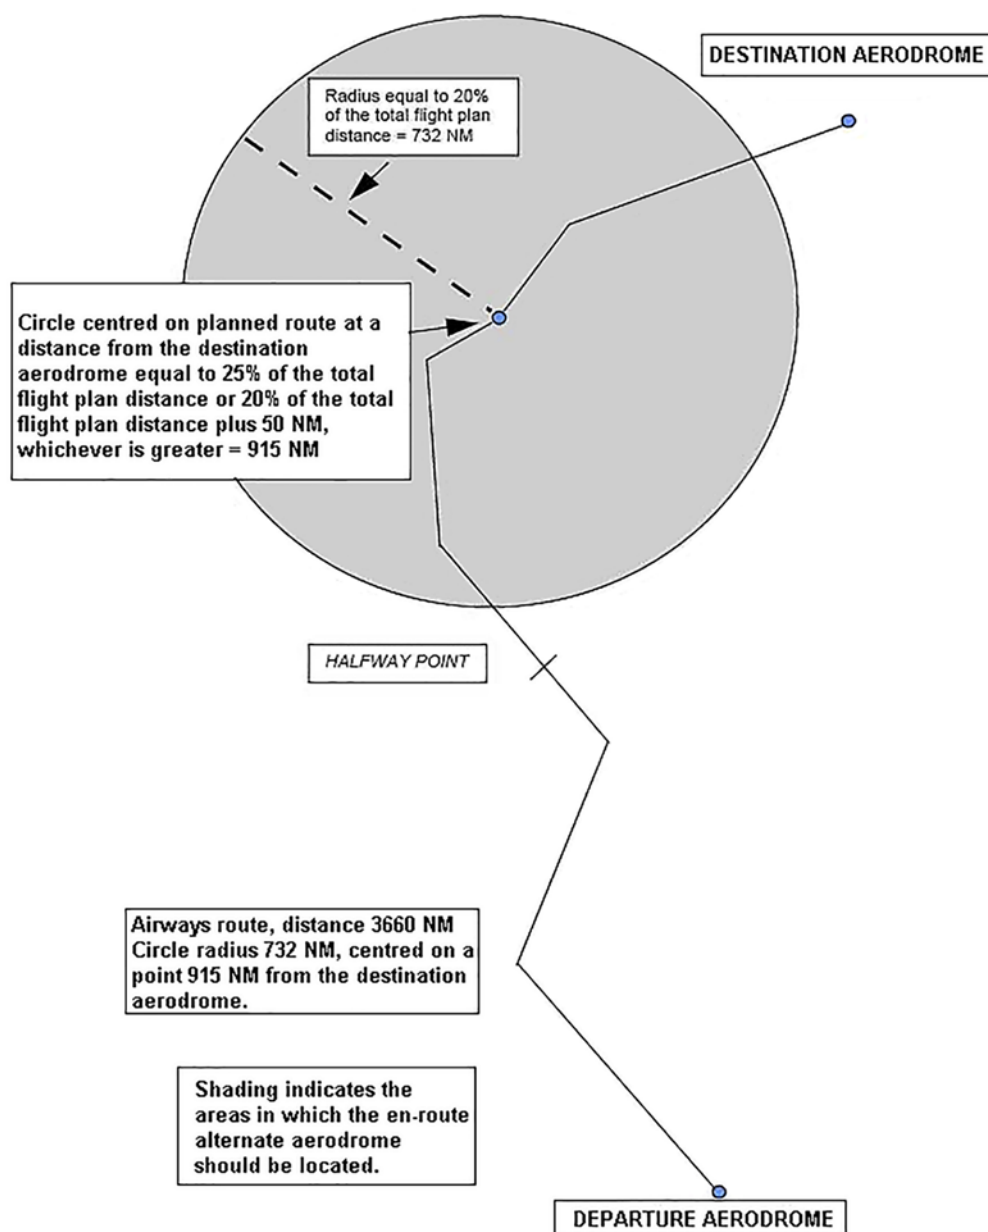 DESTINATION AERODROME
Radius equal to 20%
of the total flight plan
distance = 732 NM
Circle centred on planned route at a
distance from the destination
aerodrome equal to 25% of the total
flight plan distance or 20% of the total
flight plan distance plus 50 NM,
whichever is greater = 915 NM
HALFWAY POINT
Airways route, distance 3660 NM
Circle radius 732 NM, centred on a
point 915 NM from the destination
aerodrome.
Shading indicates the
areas in which the en-route
alternate aerodrome
should be located.
DEPARTURE AERODROME